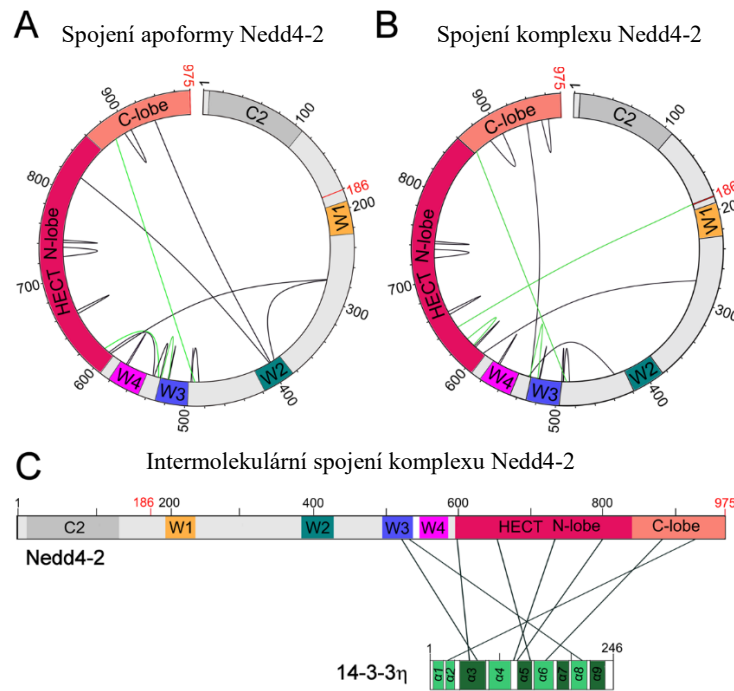 A
Spojení apoformy Nedd4-2
1
100
186
200
300
400
500
600
700
800
900
975
C2
W1
W2
W3
W4
HECT N-lobe
C-lobe
B
Spojení komplexu Nedd4-2
1
100
186
200
300
400
500
600
700
800
900
975
C2
W1
W2
W3
W4
HECT N-lobe
C-lobe
C
Intermolekulární spojení komplexu Nedd4-2
1 186 200 400 600 800 975
C2 W1 W2 W3 W4 HECT N-lobe C-lobe
Nedd4-2
1 246
14-3-3η
α1 α2 α3 α4 α5 α6 α7 α8 α9